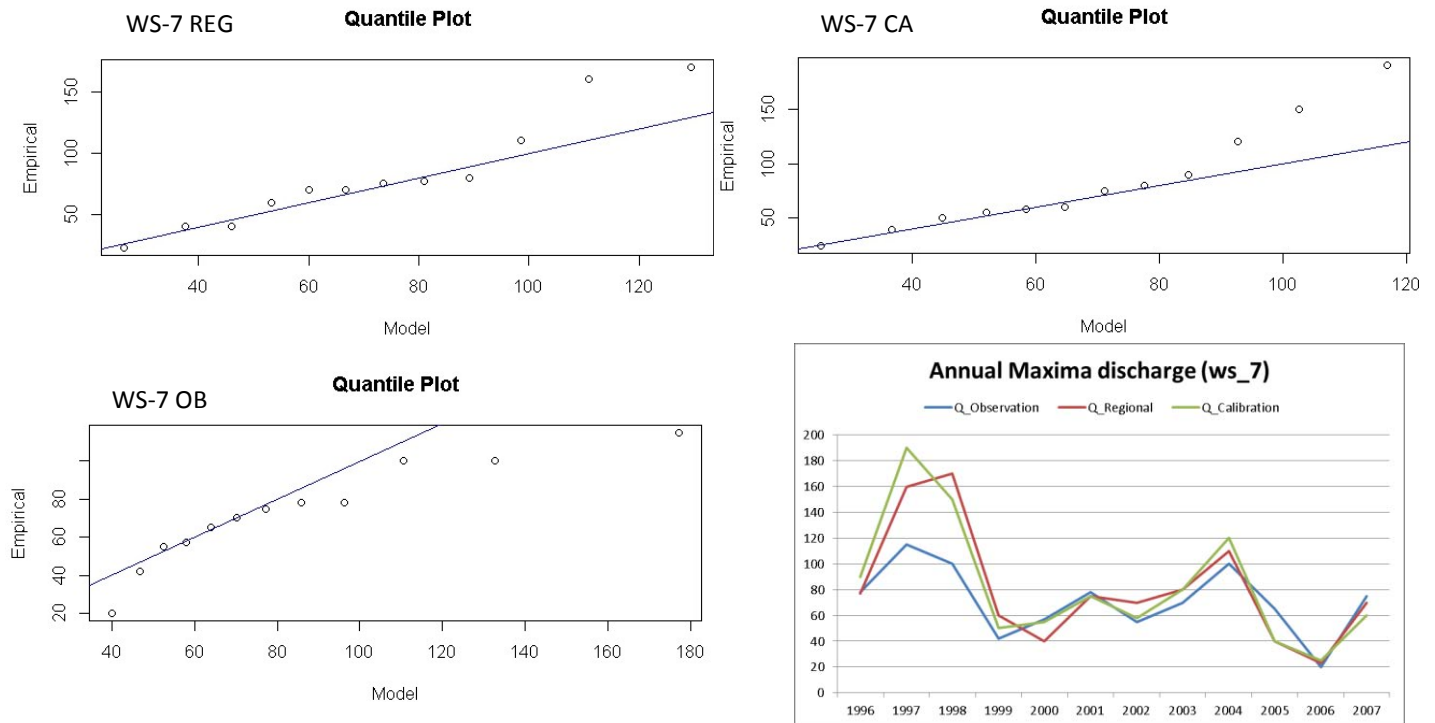 WS-7 REG
Quantile Plot
Empirical
150
100
50
40 60 80 100 120
Model
WS-7 CA
Quantile Plot
Empirical
150
100
50
40 60 80 100 120
Model
WS-7 OB
Quantile Plot
Empirical
80
60
40
20
40 60 80 100 120 140 160 180
Model
Annual Maxima discharge (ws_7)
Q_Observation Q_Regional Q_Calibration
200
180
160
140
120
100
80
60
40
20
0
1996 1997 1998 1999 2000 2001 2002 2003 2004 2005 2006 2007